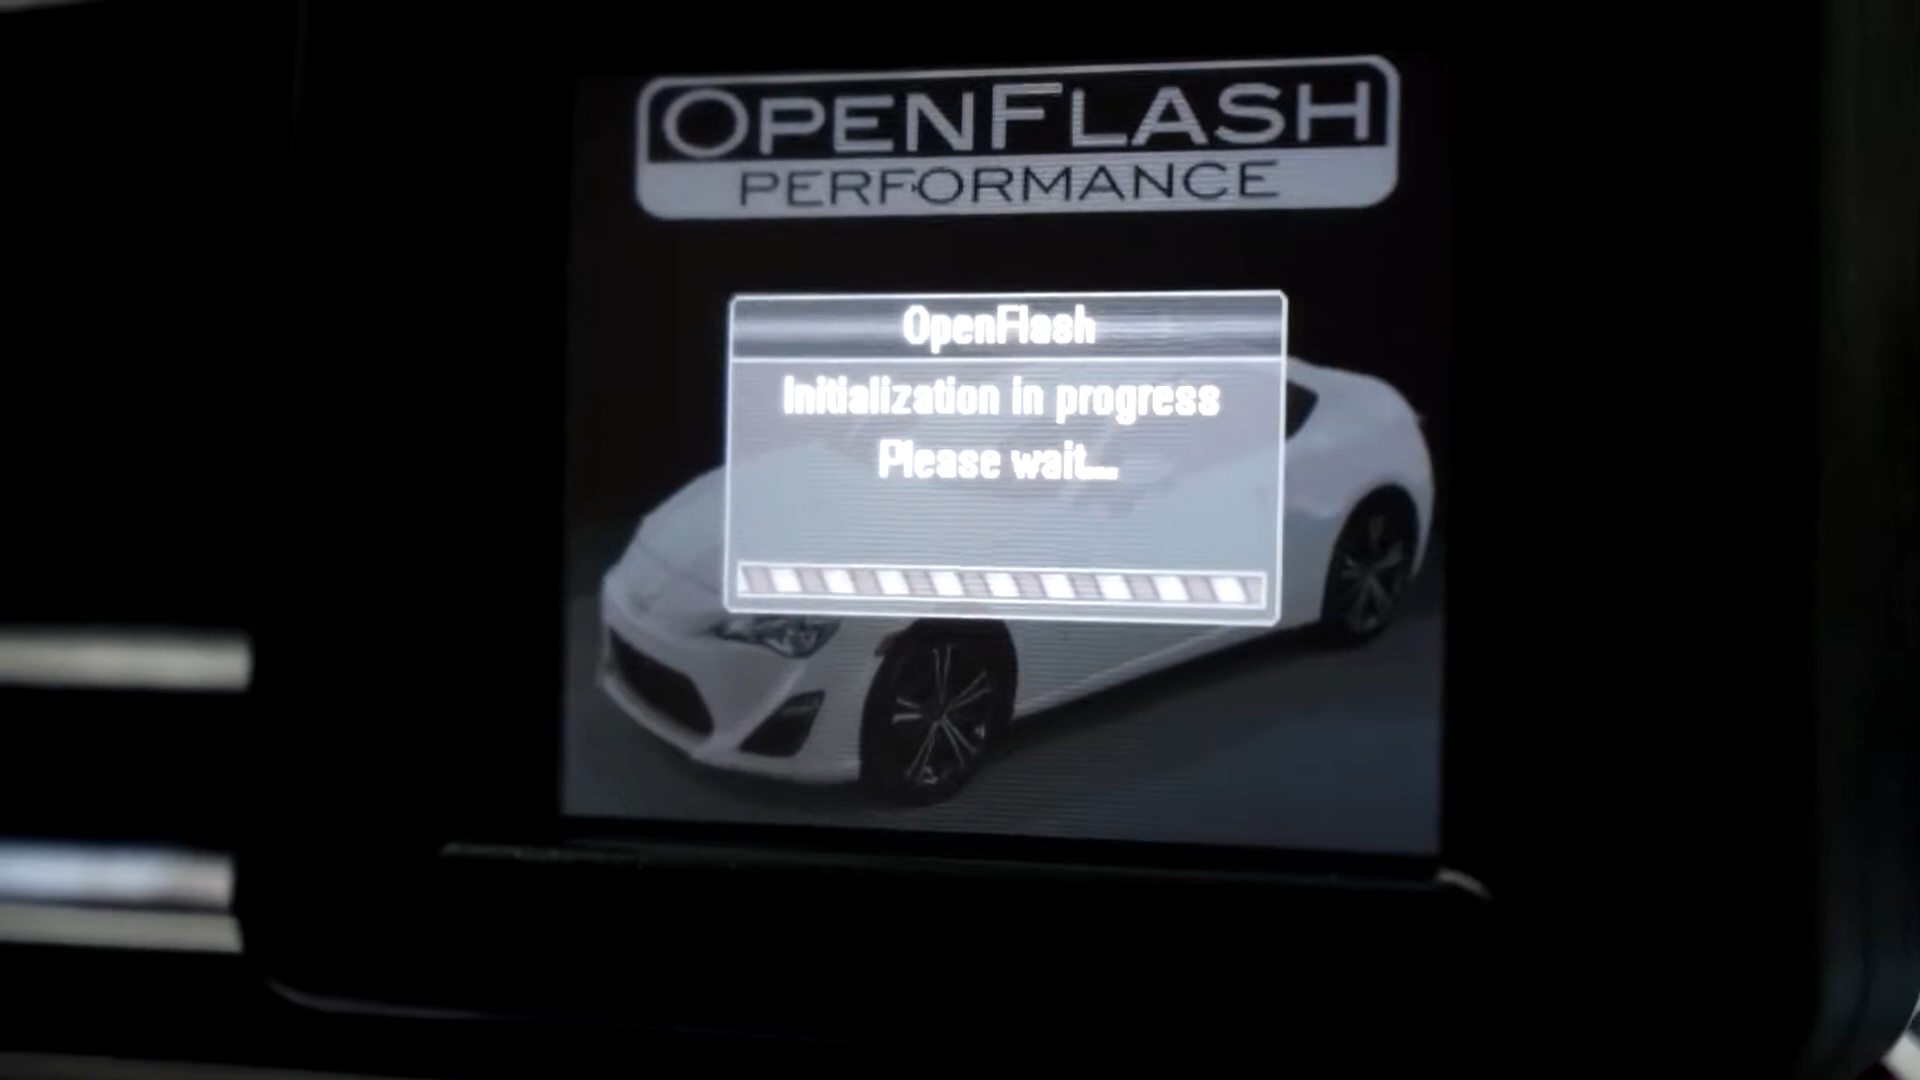 OPENFLASH
PERFORMANCE
OpenFlash
Initialization in progress
Please wait...